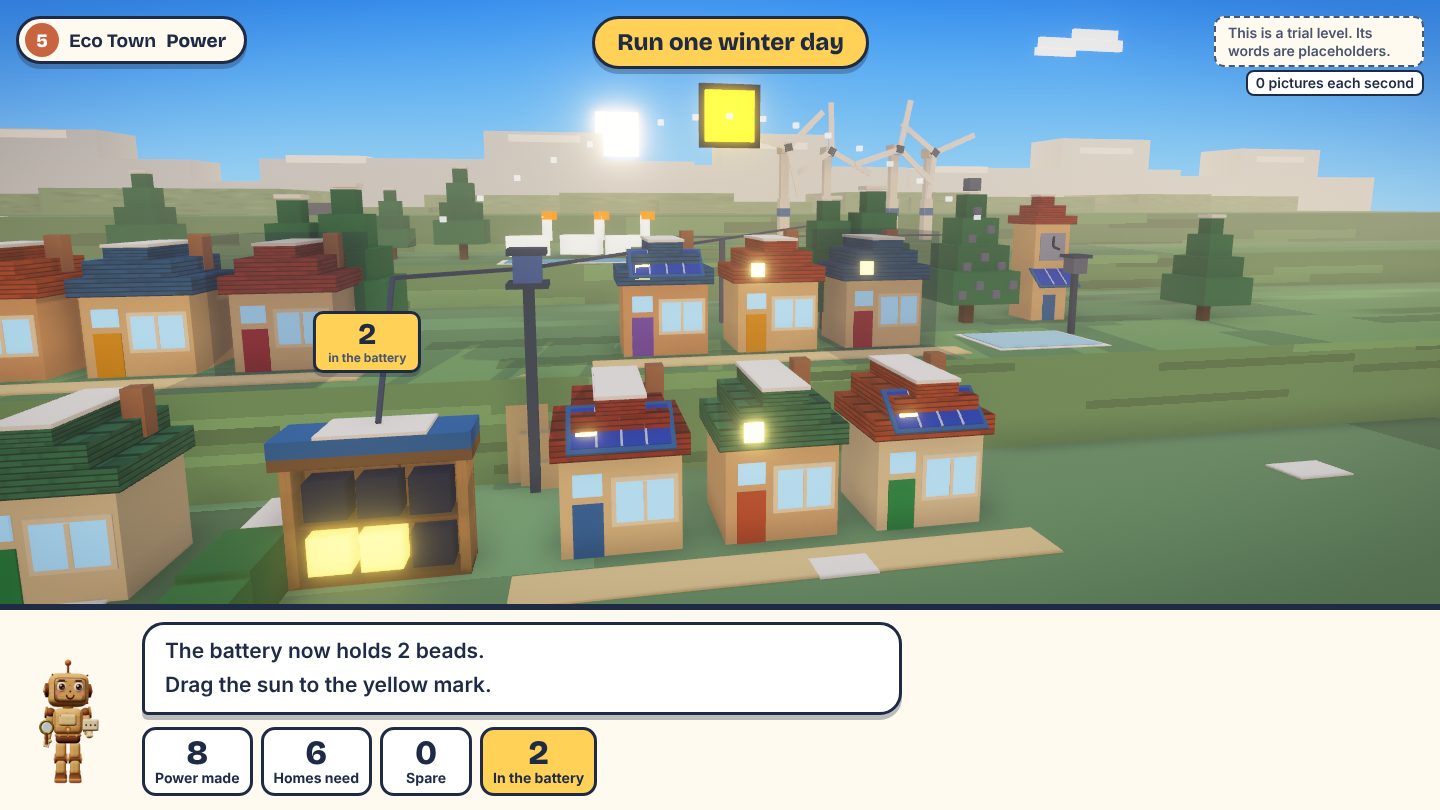 5 Eco Town Power
Run one winter day
This is a trial level. Its
words are placeholders.
0 pictures each second
2
in the battery
The battery now holds 2 beads.
Drag the sun to the yellow mark.
8
Power made
6
Homes need
0
Spare
2
In the battery